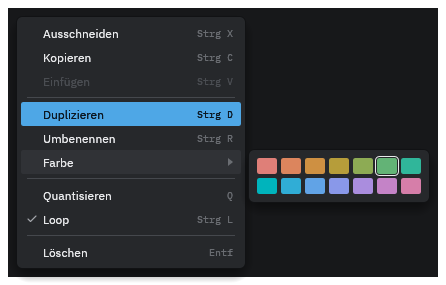 Ausschneiden Strg X
Kopieren Strg C
Einfügen Strg V
Duplizieren Strg D
Umbenennen Strg R
Farbe
Quantisieren Q
Loop Strg L
Löschen Entf